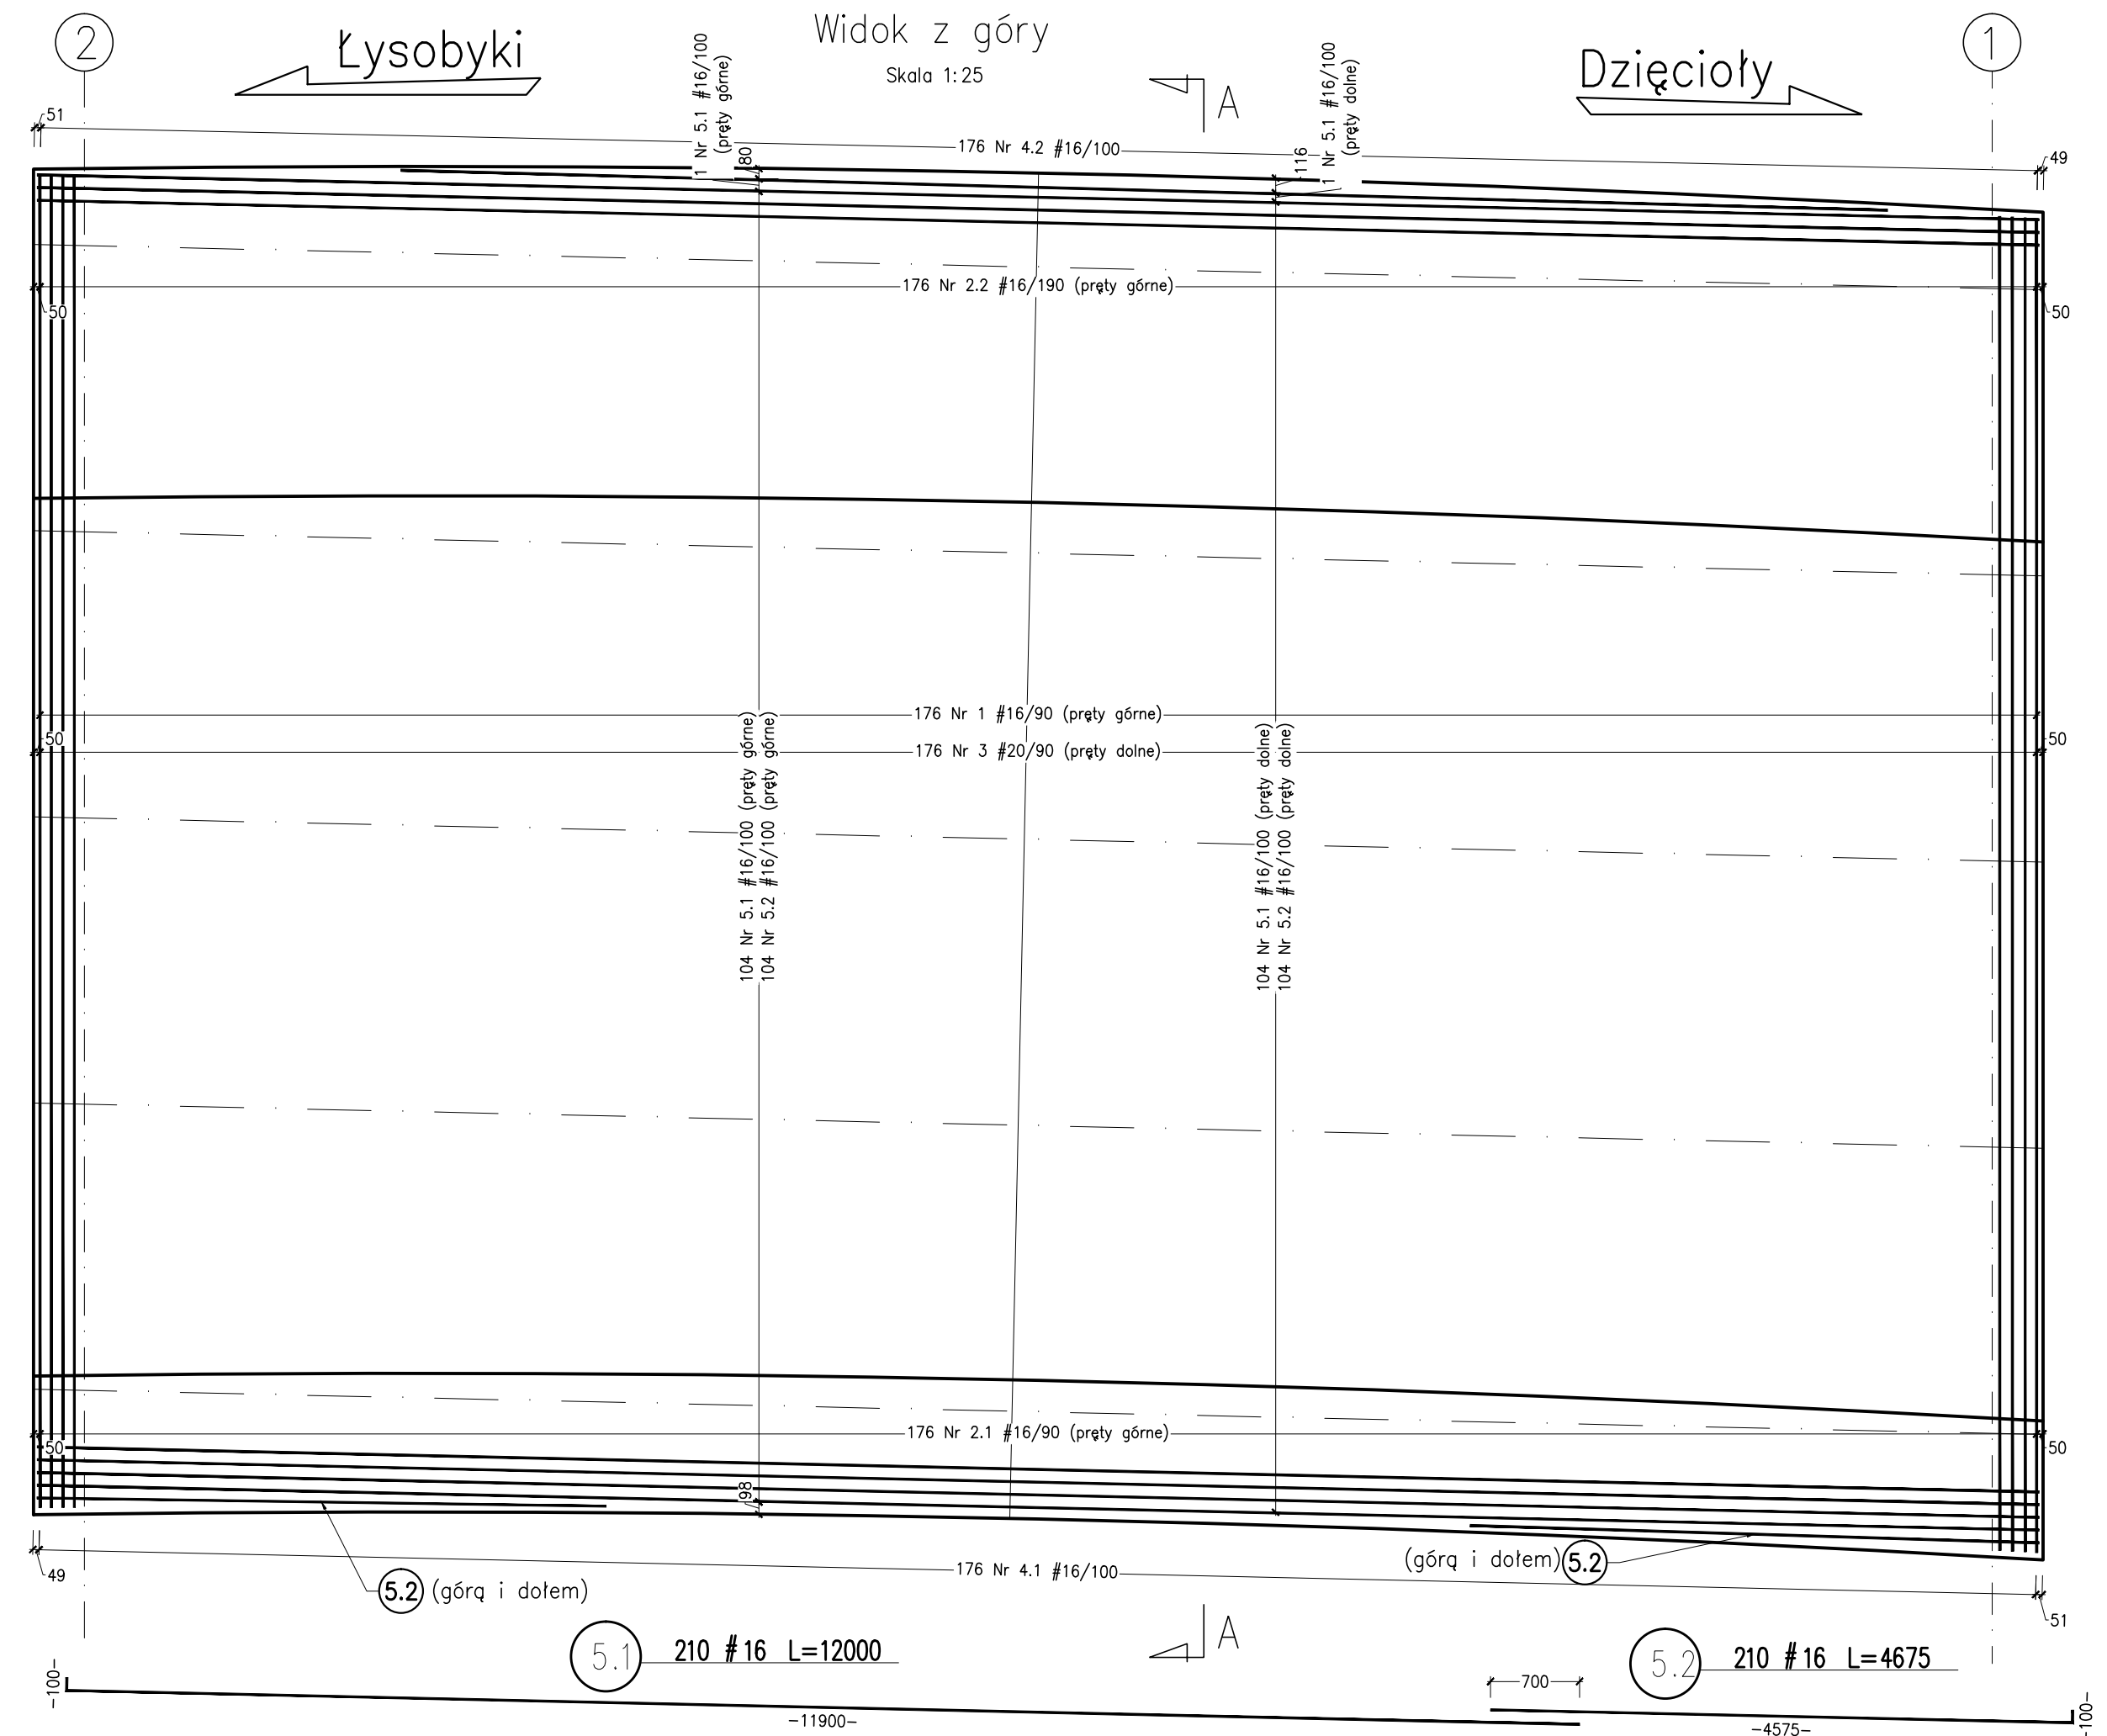 Widok z góry
Skala 1:25
2
Łysobyki
Dzięcioły
1
A
1 Nr 5.1 #16/100
(pręty górne)
1 Nr 5.1 #16/100
(pręty dolne)
51
176 Nr 4.2 #16/100
49
80
116
176 Nr 2.2 #16/190 (pręty górne)
50
50
176 Nr 1 #16/90 (pręty górne)
50
176 Nr 3 #20/90 (pręty dolne)
50
104 Nr 5.1 #16/100 (pręty górne)
104 Nr 5.2 #16/100 (pręty górne)
104 Nr 5.1 #16/100 (pręty dolne)
104 Nr 5.2 #16/100 (pręty dolne)
176 Nr 2.1 #16/90 (pręty górne)
50
50
98
49
176 Nr 4.1 #16/100
51
5.2 (górą i dołem)
(górą i dołem) 5.2
A
5.1 210 #16 L=12000
5.2 210 #16 L=4675
-100-
-11900-
700
-4575-
-100-